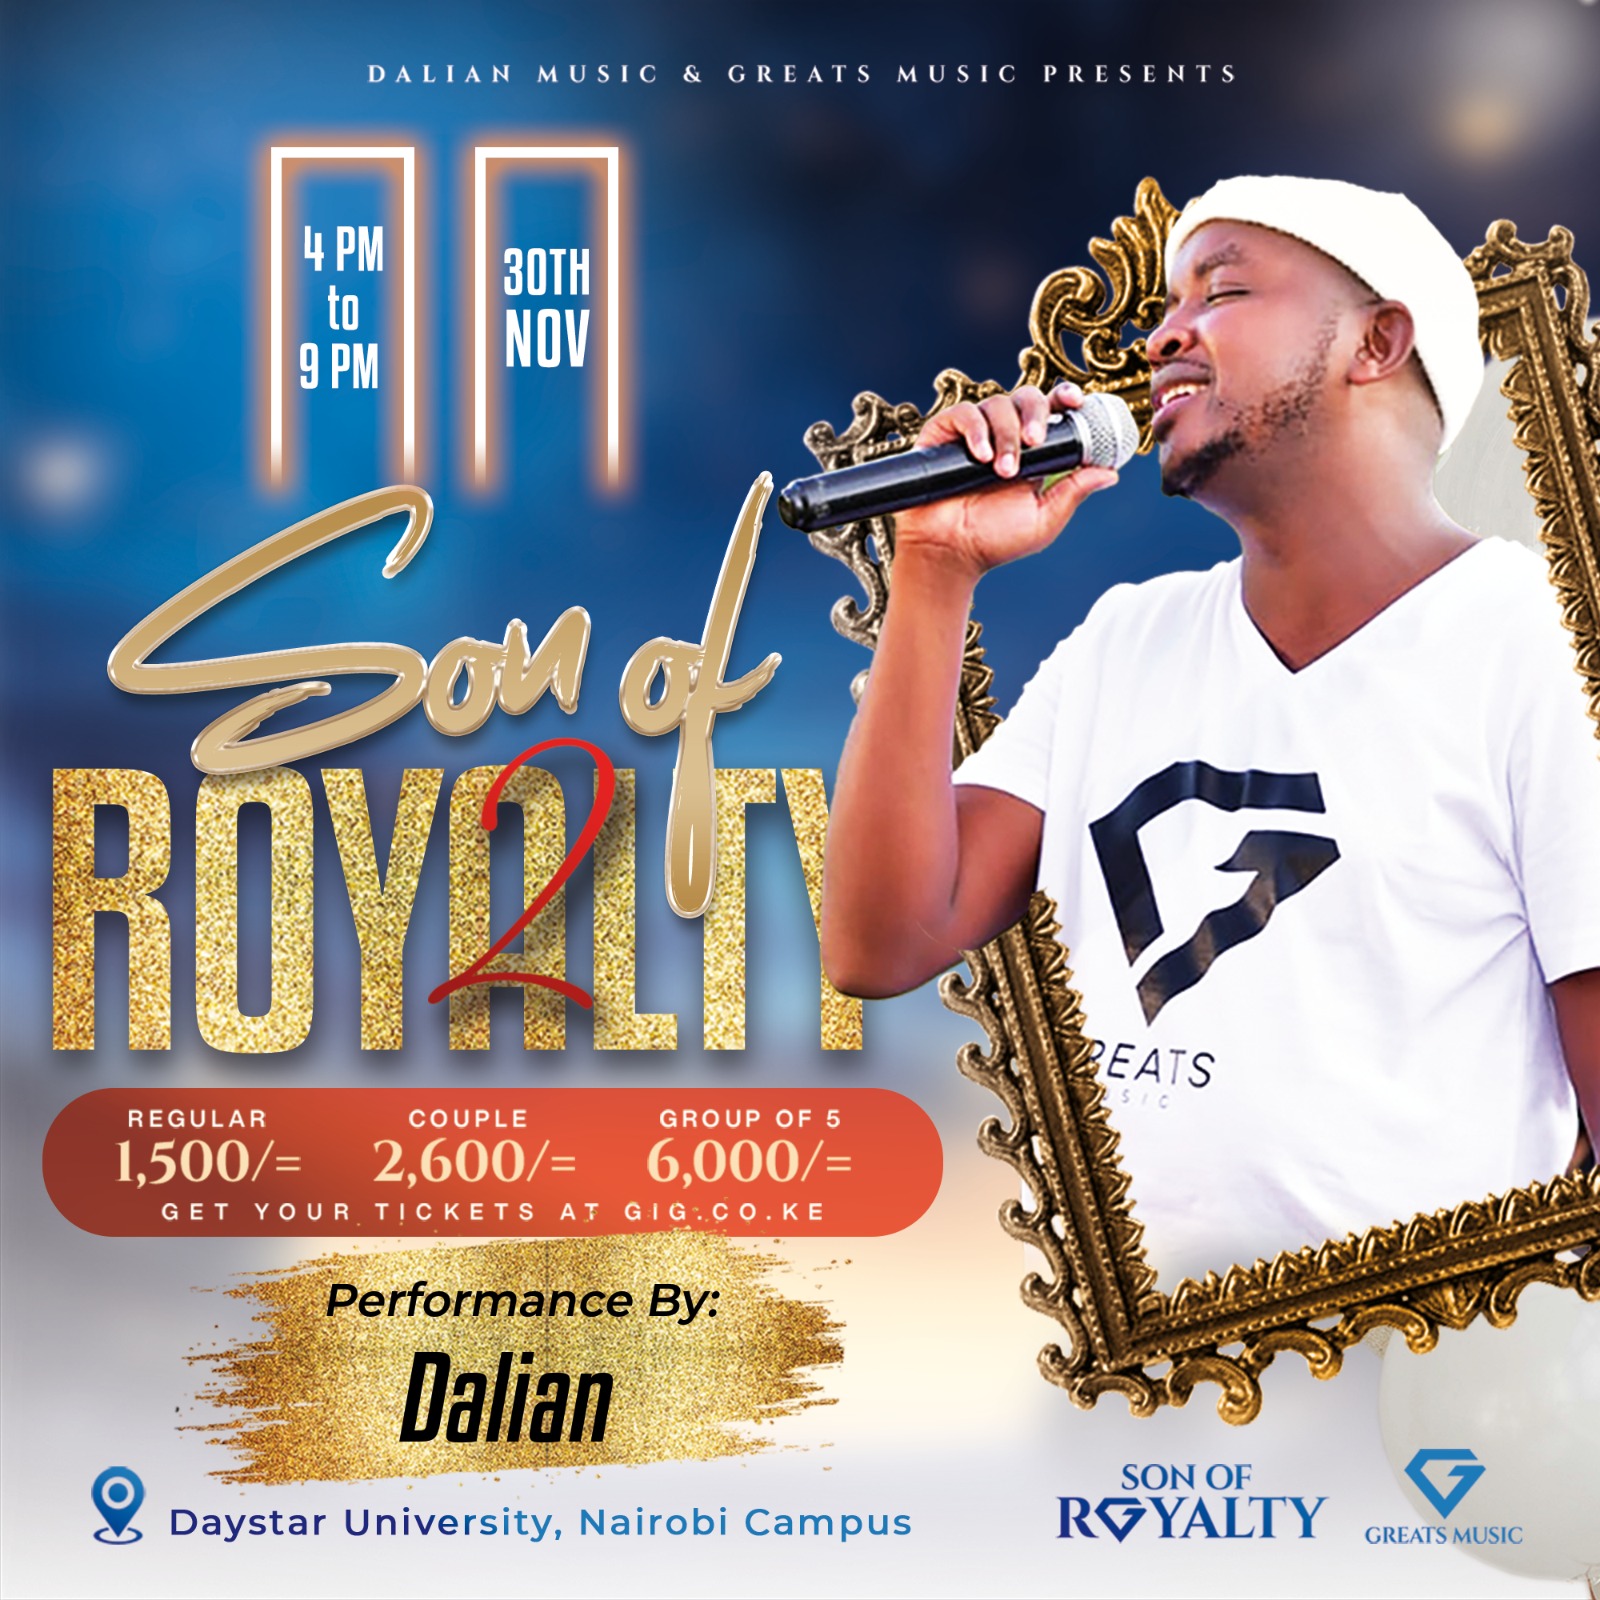 DALIAN MUSIC & GREATS MUSIC PRESENTS
4 PM
to
9 PM
30TH
NOV
Son of
ROYALTY
2
REGULAR
1,500/=
COUPLE
2,600/=
GROUP OF 5
6,000/=
GET YOUR TICKETS AT GIG.CO.KE
Performance By:
Dalian
Daystar University, Nairobi Campus
SON OF
ROYALTY
GREATS MUSIC
REATS
USIC